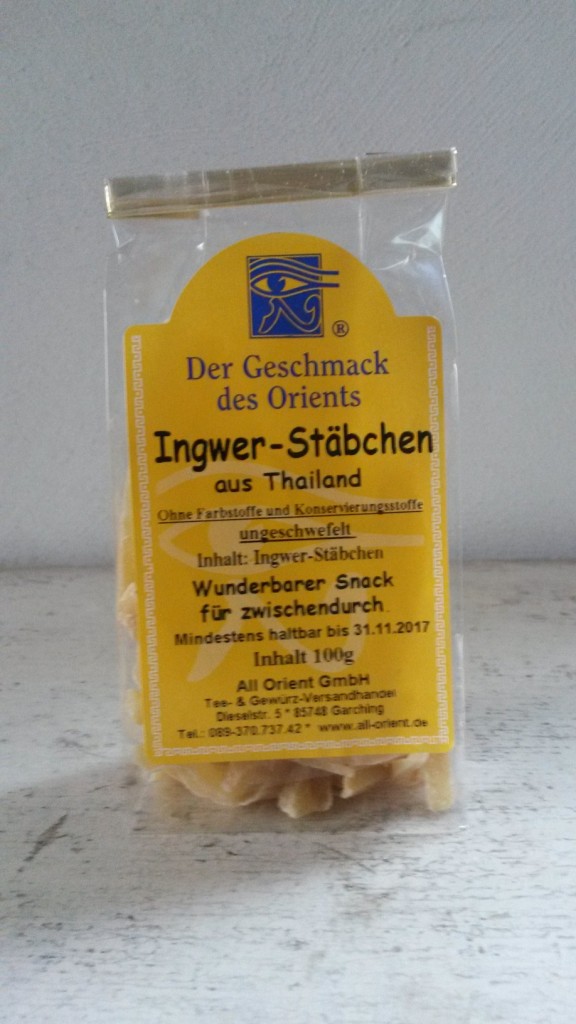 ®
Der Geschmack
des Orients
Ingwer-Stäbchen
aus Thailand
Ohne Farbstoffe und Konservierungsstoffe
ungeschwefelt
Inhalt: Ingwer-Stäbchen
Wunderbarer Snack
für zwischendurch.
Mindestens haltbar bis 31.11.2017
Inhalt 100g
All Orient GmbH
Tee- & Gewürz-Versandhandel
Dieselstr. 5 * 85748 Garching
Tel.: 089-370.737.42 * www.all-orient.de